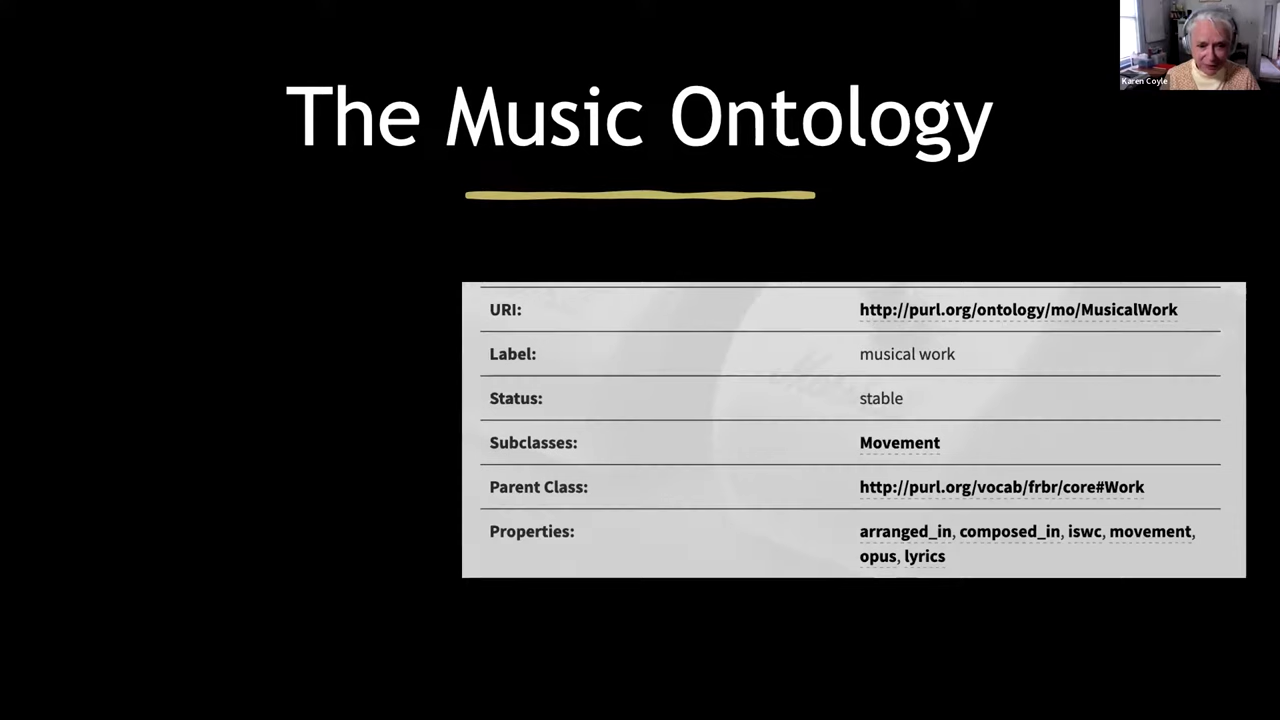 Karen Coyle
The Music Ontology
URI: http://purl.org/ontology/mo/MusicalWork
Label: musical work
Status: stable
Subclasses: Movement
Parent Class: http://purl.org/vocab/frbr/core#Work
Properties: arranged_in, composed_in, iswc, movement,
opus, lyrics